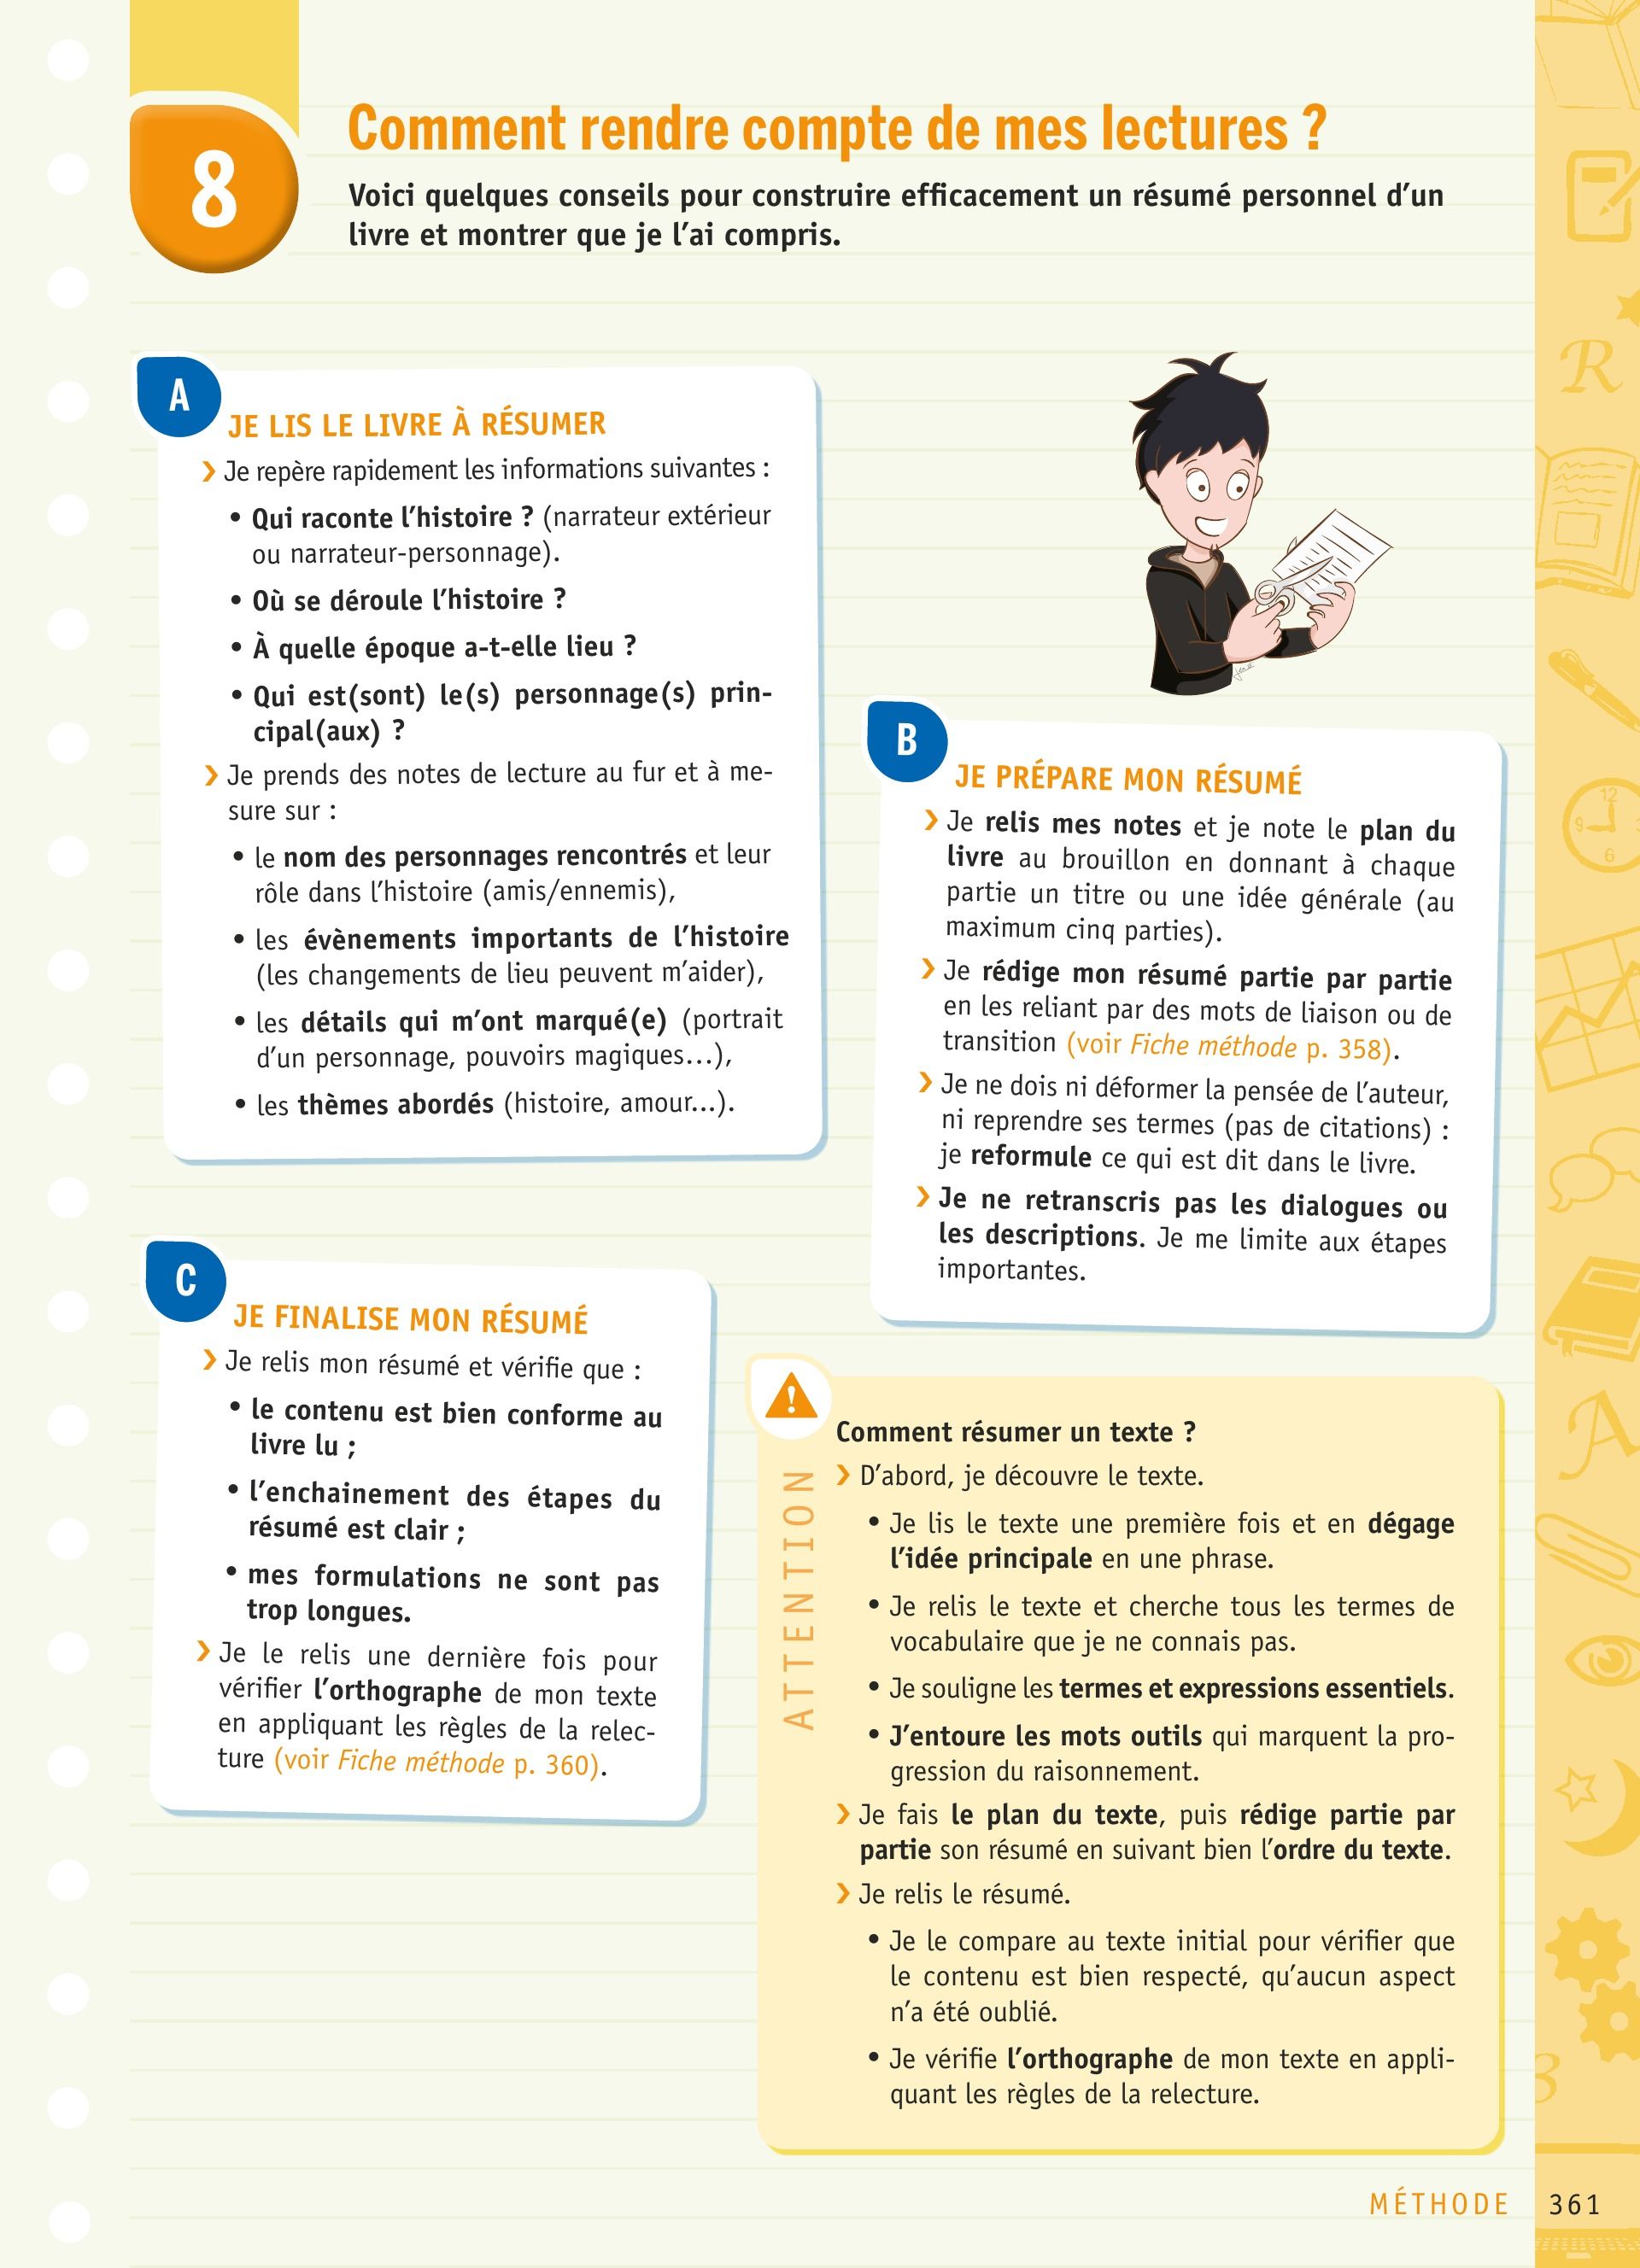 8
Comment rendre compte de mes lectures ?
Voici quelques conseils pour construire efficacement un résumé personnel d’un
livre et montrer que je l’ai compris.
A
JE LIS LE LIVRE À RÉSUMER
› Je repère rapidement les informations suivantes :
• Qui raconte l’histoire ? (narrateur extérieur
ou narrateur-personnage).
• Où se déroule l’histoire ?
• À quelle époque a-t-elle lieu ?
• Qui est(sont) le(s) personnage(s) prin-
cipal(aux) ?
› Je prends des notes de lecture au fur et à me-
sure sur :
• le nom des personnages rencontrés et leur
rôle dans l’histoire (amis/ennemis),
• les évènements importants de l’histoire
(les changements de lieu peuvent m’aider),
• les détails qui m’ont marqué(e) (portrait
d’un personnage, pouvoirs magiques…),
• les thèmes abordés (histoire, amour…).
B
JE PRÉPARE MON RÉSUMÉ
› Je relis mes notes et je note le plan du
livre au brouillon en donnant à chaque
partie un titre ou une idée générale (au
maximum cinq parties).
› Je rédige mon résumé partie par partie
en les reliant par des mots de liaison ou de
transition (voir Fiche méthode p. 358).
› Je ne dois ni déformer la pensée de l’auteur,
ni reprendre ses termes (pas de citations) :
je reformule ce qui est dit dans le livre.
› Je ne retranscris pas les dialogues ou
les descriptions. Je me limite aux étapes
importantes.
C
JE FINALISE MON RÉSUMÉ
› Je relis mon résumé et vérifie que :
• le contenu est bien conforme au
livre lu ;
• l’enchainement des étapes du
résumé est clair ;
• mes formulations ne sont pas
trop longues.
› Je le relis une dernière fois pour
vérifier l’orthographe de mon texte
en appliquant les règles de la relec-
ture (voir Fiche méthode p. 360).
!
ATTENTION
Comment résumer un texte ?
› D’abord, je découvre le texte.
• Je lis le texte une première fois et en dégage
l’idée principale en une phrase.
• Je relis le texte et cherche tous les termes de
vocabulaire que je ne connais pas.
• Je souligne les termes et expressions essentiels.
• J’entoure les mots outils qui marquent la pro-
gression du raisonnement.
› Je fais le plan du texte, puis rédige partie par
partie son résumé en suivant bien l’ordre du texte.
› Je relis le résumé.
• Je le compare au texte initial pour vérifier que
le contenu est bien respecté, qu’aucun aspect
n’a été oublié.
• Je vérifie l’orthographe de mon texte en appli-
quant les règles de la relecture.
R
12
9
6
A
3
MÉTHODE 361